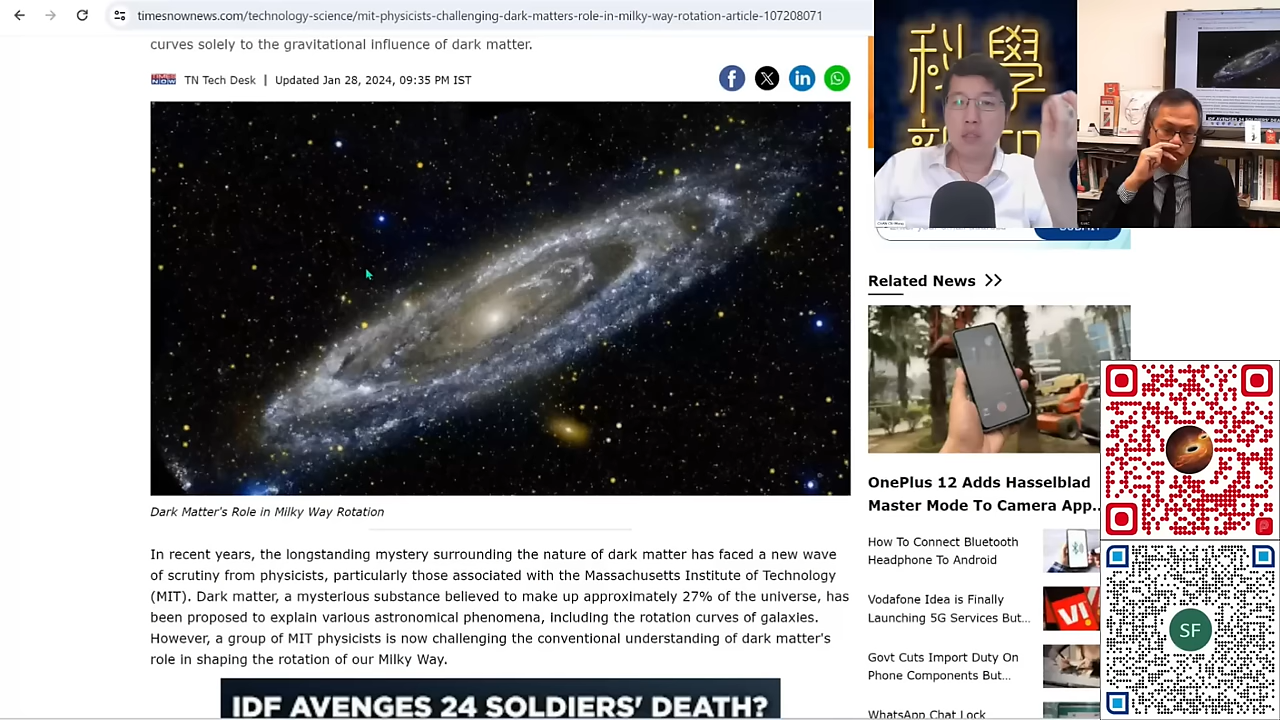 timesnownews.com/technology-science/mit-physicists-challenging-dark-matters-role-in-milky-way-rotation-article-107208071
curves solely to the gravitational influence of dark matter.
TN Tech Desk | Updated Jan 28, 2024, 09:35 PM IST
Dark Matter's Role in Milky Way Rotation
In recent years, the longstanding mystery surrounding the nature of dark matter has faced a new wave
of scrutiny from physicists, particularly those associated with the Massachusetts Institute of Technology
(MIT). Dark matter, a mysterious substance believed to make up approximately 27% of the universe, has
been proposed to explain various astronomical phenomena, including the rotation curves of galaxies.
However, a group of MIT physicists is now challenging the conventional understanding of dark matter's
role in shaping the rotation of our Milky Way.
IDF AVENGES 24 SOLDIERS' DEATH?
科學
Related News
OnePlus 12 Adds Hasselblad
Master Mode To Camera App...
How To Connect Bluetooth
Headphone To Android
Vodafone Idea is Finally
Launching 5G Services But...
Govt Cuts Import Duty On
Phone Components But...
WhatsApp Chat Lock
SF